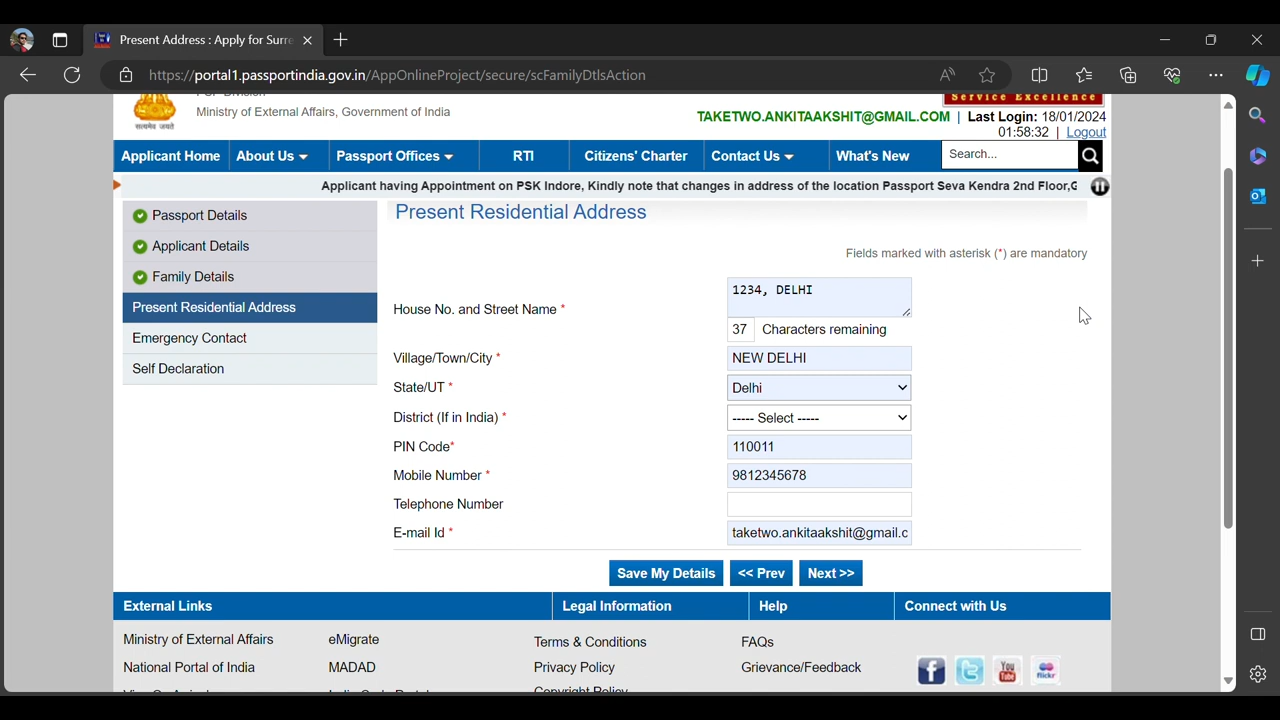 Present Address : Apply for Surre
https://portal1.passportindia.gov.in/AppOnlineProject/secure/scFamilyDtlsAction
Ministry of External Affairs, Government of India
Service Excellence
TAKETWO.ANKITAAKSHIT@GMAIL.COM | Last Login: 18/01/2024
01:58:32 | Logout
Applicant Home About Us Passport Offices RTI Citizens' Charter Contact Us What's New Search...
Applicant having Appointment on PSK Indore, Kindly note that changes in address of the location Passport Seva Kendra 2nd Floor,G
Passport Details
Applicant Details
Family Details
Present Residential Address
Emergency Contact
Self Declaration
Present Residential Address
Fields marked with asterisk (*) are mandatory
House No. and Street Name * 1234, DELHI
37 Characters remaining
Village/Town/City * NEW DELHI
State/UT * Delhi
District (If in India) * ----- Select -----
PIN Code* 110011
Mobile Number * 9812345678
Telephone Number
E-mail Id * taketwo.ankitaakshit@gmail.c
Save My Details << Prev Next >>
External Links Legal Information Help Connect with Us
Ministry of External Affairs eMigrate Terms & Conditions FAQs
National Portal of India MADAD Privacy Policy Grievance/Feedback
Copyright Policy